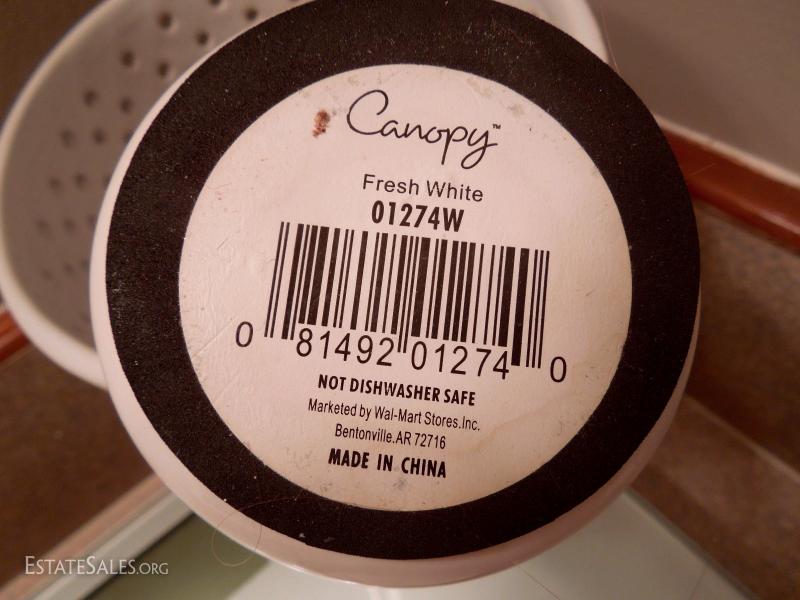 Canopy™
Fresh White
01274W
0 81492 01274 0
NOT DISHWASHER SAFE
Marketed by Wal-Mart Stores.Inc.
Bentonville.AR 72716
MADE IN CHINA
ESTATESALES.ORG